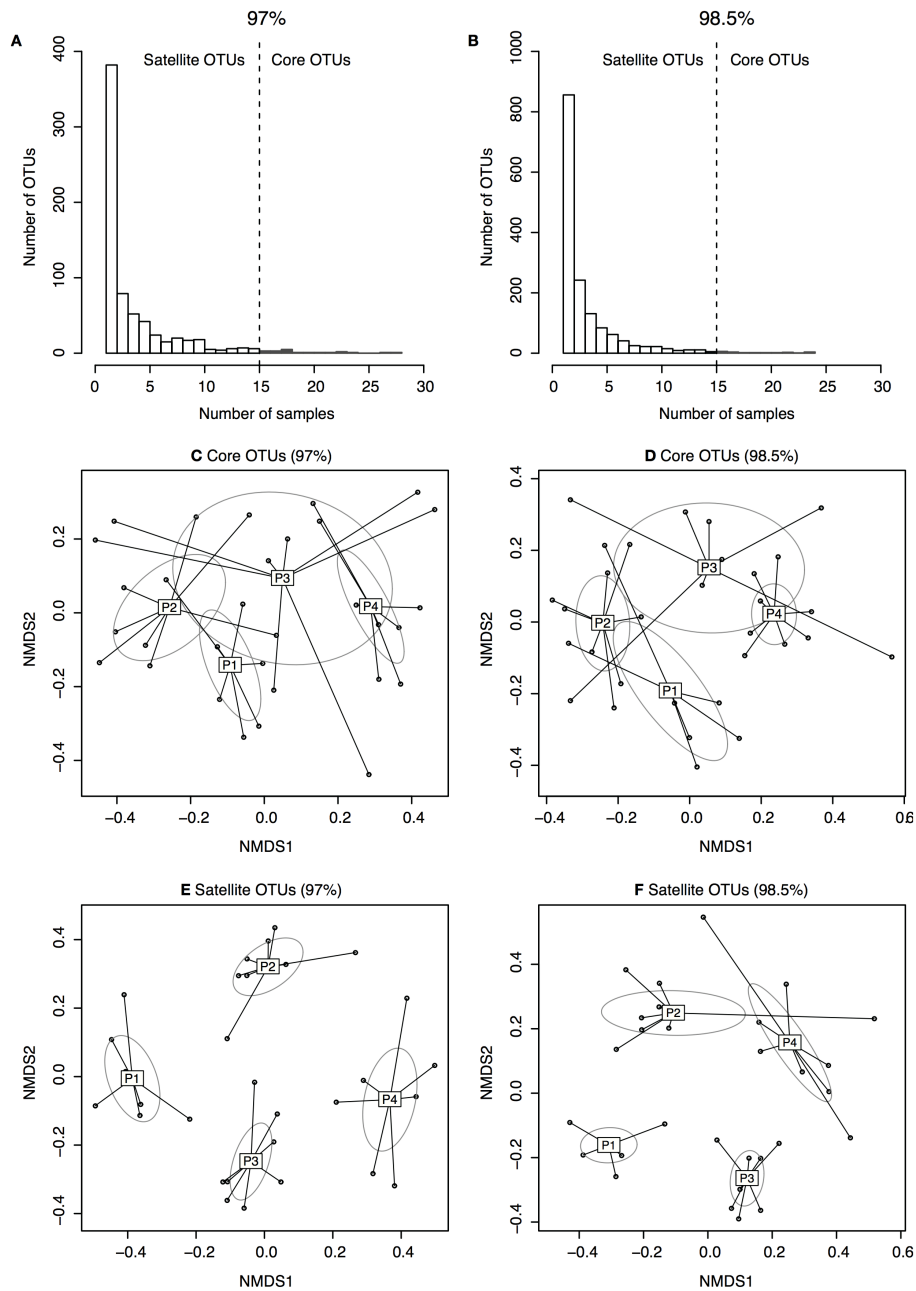 97%
98.5%
A
B
Satellite OTUs
Core OTUs
Satellite OTUs
Core OTUs
Number of OTUs
0
100
200
300
400
Number of OTUs
0
200
400
600
800
1000
0
5
10
15
20
25
30
Number of samples
0
5
10
15
20
25
30
Number of samples
C Core OTUs (97%)
D Core OTUs (98.5%)
NMDS2
−0.4
−0.2
0.0
0.2
P1
P2
P3
P4
−0.4
−0.2
0.0
0.2
0.4
NMDS1
NMDS2
−0.4
−0.2
0.0
0.2
0.4
P1
P2
P3
P4
−0.4
−0.2
0.0
0.2
0.4
0.6
NMDS1
E Satellite OTUs (97%)
F Satellite OTUs (98.5%)
NMDS2
−0.4
−0.2
0.0
0.2
0.4
P1
P2
P3
P4
−0.4
−0.2
0.0
0.2
0.4
NMDS1
NMDS2
−0.4
−0.2
0.0
0.2
0.4
P1
P2
P3
P4
−0.4
−0.2
0.0
0.2
0.4
0.6
NMDS1